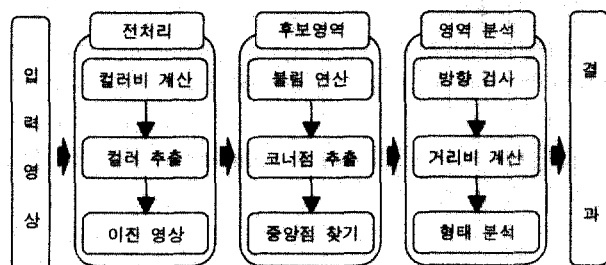 입력영상
전처리
컬러비 계산
컬러 추출
이진 영상
후보영역
불림 연산
코너점 추출
중앙점 찾기
영역 분석
방향 검사
거리비 계산
형태 분석
결과